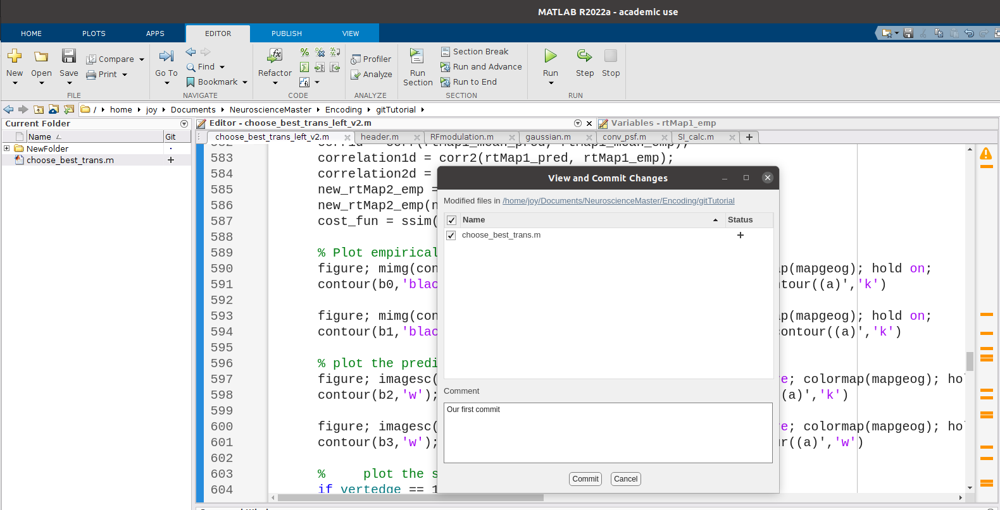 MATLAB R2022a - academic use
HOME PLOTS APPS EDITOR PUBLISH VIEW
New Open Save Compare Print
Go To Find Bookmark
Refactor
Profiler Analyze
Run Section Section Break Run and Advance Run to End
Run Step Stop
FILE NAVIGATE CODE ANALYZE SECTION RUN
/ home joy Documents NeuroscienceMaster Encoding gitTutorial
Current Folder
Name Git
NewFolder
choose_best_trans.m
Editor - choose_best_trans_left_v2.m
Variables - rtMap1_emp
choose_best_trans_left_v2.m header.m RFmodulation.m gaussian.m conv_psf.m SI_calc.m
583 correlation1d = corr2(rtMap1_pred, rtMap1_emp);
584 correlation2d =
585 new_rtMap2_emp =
586 new_rtMap2_emp(
587 cost_fun = ssim(
588
589 % Plot empirical
590 figure; mimg(con p(mapgeog); hold on;
591 contour(b0,'blac tour((a)','k')
592
593 figure; mimg(con p(mapgeog); hold on;
594 contour(b1,'blac ontour((a)','k')
595
596 % plot the predi
597 figure; imagesc( e; colormap(mapgeog); ho
598 contour(b2,'w'); (a)','k')
599
600 figure; imagesc( e; colormap(mapgeog); ho
601 contour(b3,'w'); r((a)','w')
602
603 % plot the s
604 if vertedge == 1
View and Commit Changes
Modified files in /home/joy/Documents/NeuroscienceMaster/Encoding/gitTutorial
Name Status
choose_best_trans.m +
Comment
Our first commit
Commit Cancel